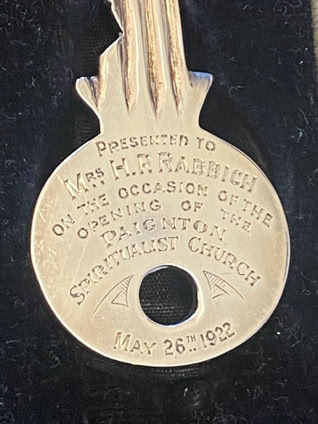 PRESENTED TO
MRS H.P. RABBICH
ON THE OCCASION OF THE
OPENING OF THE
PAIGNTON
SPIRITUALIST CHURCH
MAY 26TH 1922